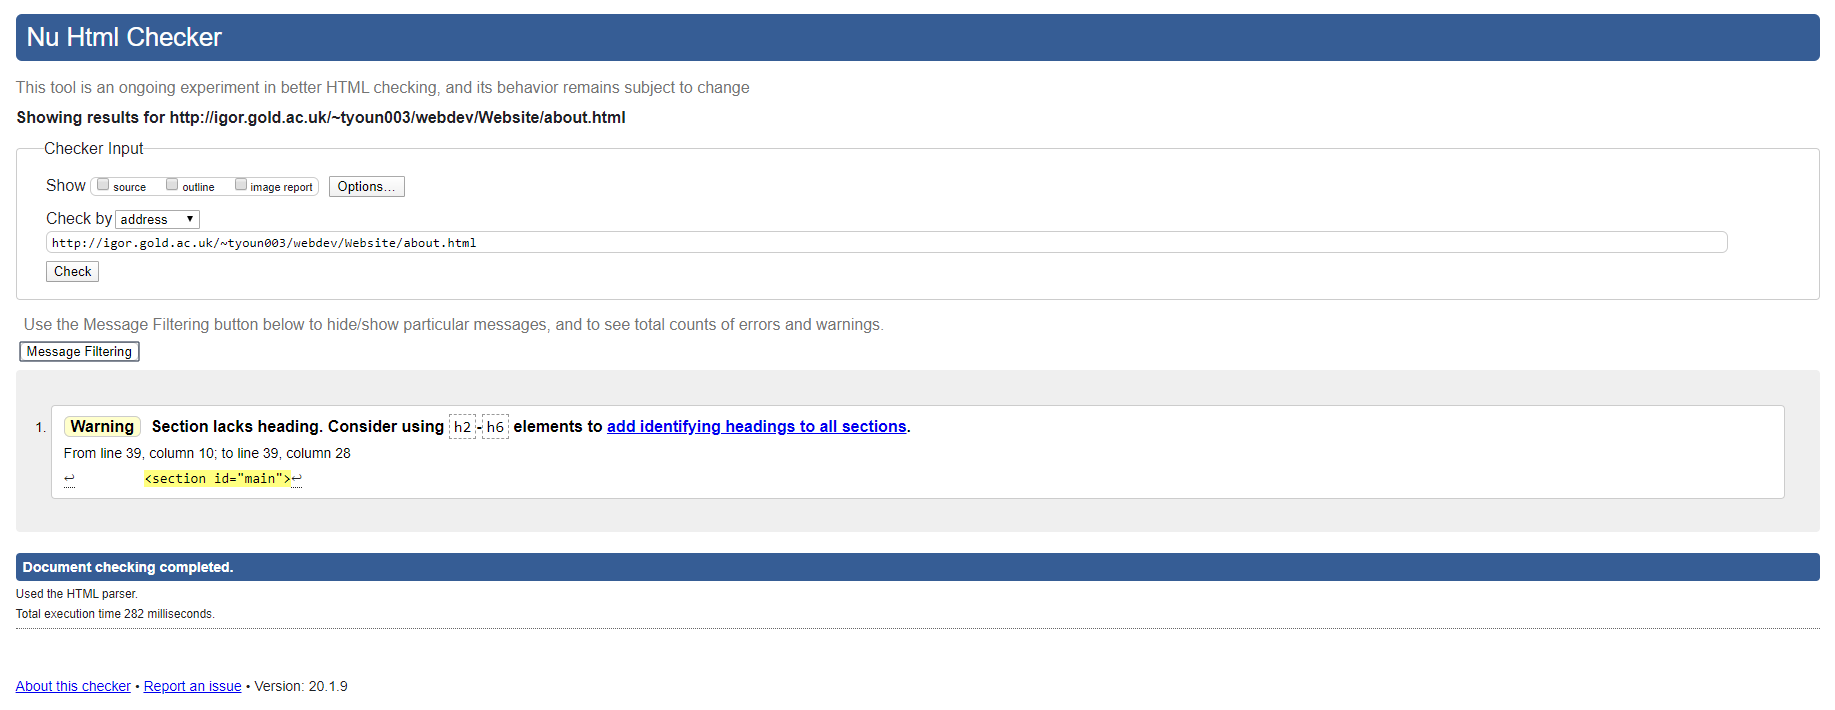 Nu Html Checker
This tool is an ongoing experiment in better HTML checking, and its behavior remains subject to change
Showing results for http://igor.gold.ac.uk/~tyoun003/webdev/Website/about.html
Checker Input
Show source outline image report Options...
Check by address
http://igor.gold.ac.uk/~tyoun003/webdev/Website/about.html
Check
Use the Message Filtering button below to hide/show particular messages, and to see total counts of errors and warnings.
Message Filtering
1. Warning Section lacks heading. Consider using h2-h6 elements to add identifying headings to all sections.
From line 39, column 10; to line 39, column 28
↩ <section id="main">↩
Document checking completed.
Used the HTML parser.
Total execution time 282 milliseconds.
About this checker • Report an issue • Version: 20.1.9